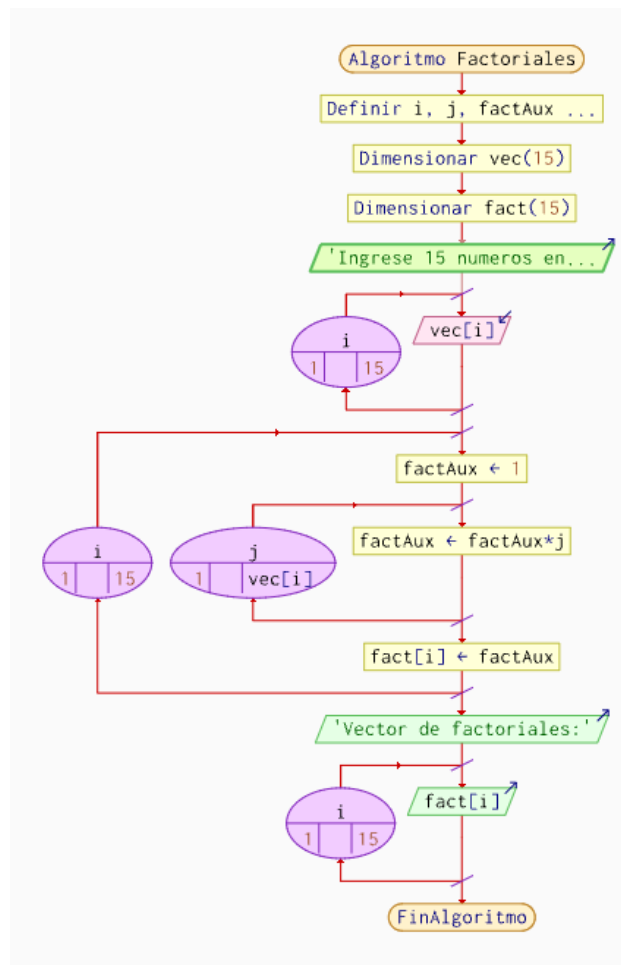 Algoritmo Factoriales
Definir i, j, factAux ...
Dimensionar vec(15)
Dimensionar fact(15)
'Ingrese 15 numeros en...
vec[i]
i
1 15
factAux ← 1
factAux ← factAux*j
i
1 15
j
1 vec[i]
fact[i] ← factAux
'Vector de factoriales:'
fact[i]
i
1 15
FinAlgoritmo